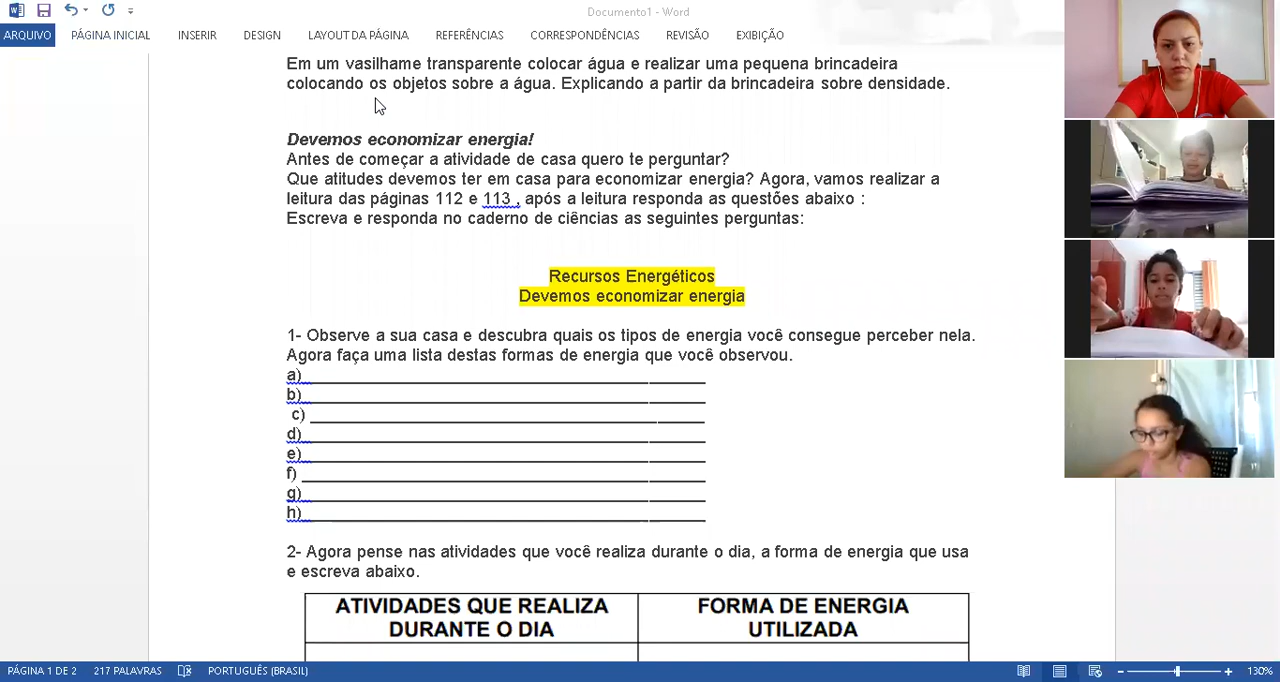 Documento1 - Word
ARQUIVO PÁGINA INICIAL INSERIR DESIGN LAYOUT DA PÁGINA REFERÊNCIAS CORRESPONDÊNCIAS REVISÃO EXIBIÇÃO
Em um vasilhame transparente colocar água e realizar uma pequena brincadeira
colocando os objetos sobre a água. Explicando a partir da brincadeira sobre densidade.
Devemos economizar energia!
Antes de começar a atividade de casa quero te perguntar?
Que atitudes devemos ter em casa para economizar energia? Agora, vamos realizar a
leitura das páginas 112 e 113 , após a leitura responda as questões abaixo :
Escreva e responda no caderno de ciências as seguintes perguntas:
Recursos Energéticos
Devemos economizar energia
1- Observe a sua casa e descubra quais os tipos de energia você consegue perceber nela.
Agora faça uma lista destas formas de energia que você observou.
a)
b)
c)
d)
e)
f)
g)
h)
2- Agora pense nas atividades que você realiza durante o dia, a forma de energia que usa
e escreva abaixo.
ATIVIDADES QUE REALIZA DURANTE O DIA
FORMA DE ENERGIA UTILIZADA
PÁGINA 1 DE 2 217 PALAVRAS PORTUGUÊS (BRASIL) 130%